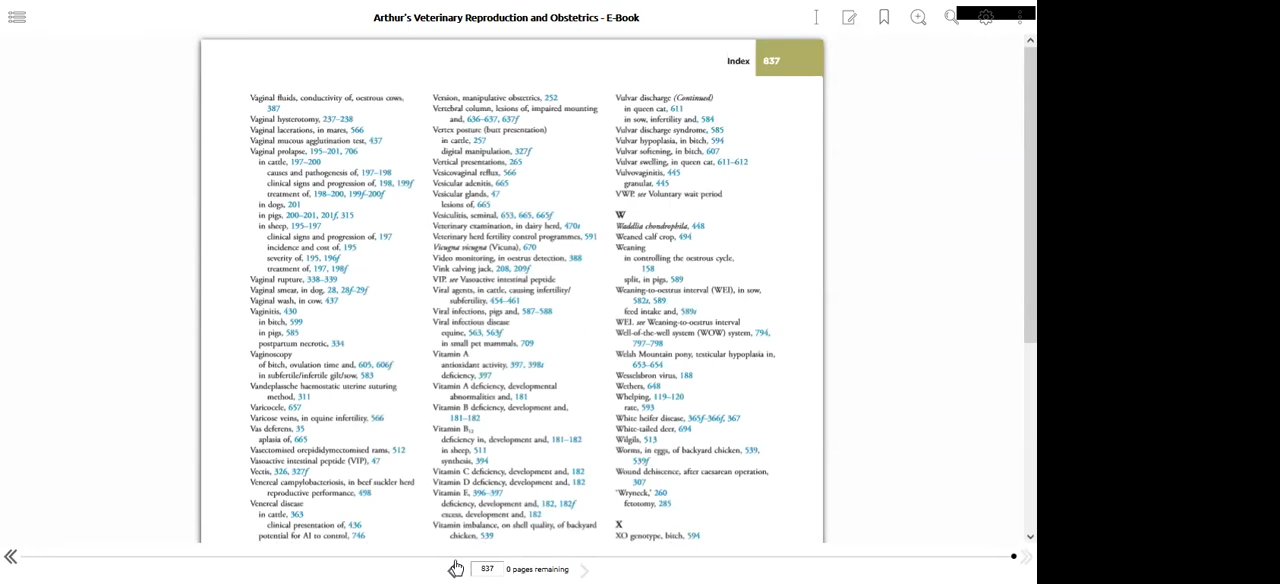 Arthur's Veterinary Reproduction and Obstetrics - E-Book
Index 837
Vaginal fluids, conductivity of, oestrous cows,
387
Vaginal hysterotomy, 237–238
Vaginal lacerations, in mares, 566
Vaginal mucous agglutination test, 437
Vaginal prolapse, 195–201, 706
in cattle, 197–200
causes and pathogenesis of, 197–198
clinical signs and progression of, 198, 199f
treatment of, 198–200, 199f–200f
in dogs, 201
in pigs, 200–201, 201f, 315
in sheep, 195–197
clinical signs and progression of, 197
incidence and cost of, 195
severity of, 195, 196f
treatment of, 197, 198f
Vaginal rupture, 338–339
Vaginal smear, in dog, 28, 28f–29f
Vaginal wash, in cow, 437
Vaginitis, 430
in bitch, 599
in pigs, 585
postpartum necrotic, 334
Vaginoscopy
of bitch, ovulation time and, 605, 606f
in subfertile/infertile gilt/sow, 583
Vandeplassche haemostatic uterine suturing
method, 311
Varicocele, 657
Varicose veins, in equine infertility, 566
Vas deferens, 35
aplasia of, 665
Vasectomised orepididymectomised rams, 512
Vasoactive intestinal peptide (VIP), 47
Vectis, 326, 327f
Venereal campylobacteriosis, in beef suckler herd
reproductive performance, 498
Venereal disease
in cattle, 363
clinical presentation of, 436
potential for AI to control, 746
Version, manipulative obstetrics, 252
Vertebral column, lesions of, impaired mounting
and, 636–637, 637f
Vertex posture (butt presentation)
in cattle, 257
digital manipulation, 327f
Vertical presentations, 265
Vesicovaginal reflux, 566
Vesicular adenitis, 665
Vesicular glands, 47
lesions of, 665
Vesiculitis, seminal, 653, 665, 665f
Veterinary examination, in dairy herd, 470t
Veterinary herd fertility control programmes, 591
Vicugna vicugna (Vicuna), 670
Video monitoring, in oestrus detection, 388
Vink calving jack, 208, 209f
VIP. see Vasoactive intestinal peptide
Viral agents, in cattle, causing infertility/
subfertility, 454–461
Viral infections, pigs and, 587–588
Viral infectious disease
equine, 563, 563f
in small pet mammals, 709
Vitamin A
antioxidant activity, 397, 398t
deficiency, 397
Vitamin A deficiency, developmental
abnormalities and, 181
Vitamin B deficiency, development and,
181–182
Vitamin B12
deficiency in, development and, 181–182
in sheep, 511
synthesis, 394
Vitamin C deficiency, development and, 182
Vitamin D deficiency, development and, 182
Vitamin E, 396–397
deficiency, development and, 182, 182f
excess, development and, 182
Vitamin imbalance, on shell quality, of backyard
chicken, 539
Vulvar discharge (Continued)
in queen cat, 611
in sow, infertility and, 584
Vulvar discharge syndrome, 585
Vulvar hypoplasia, in bitch, 594
Vulvar softening, in bitch, 607
Vulvar swelling, in queen cat, 611–612
Vulvovaginitis, 445
granular, 445
VWP. see Voluntary wait period
W
Waddlia chondrophila, 448
Weaned calf crop, 494
Weaning
in controlling the oestrous cycle,
158
split, in pigs, 589
Weaning-to-oestrus interval (WEI), in sow,
582t, 589
feed intake and, 589t
WEI. see Weaning-to-oestrus interval
Well-of-the-well system (WOW) system, 794,
797–798
Welsh Mountain pony, testicular hypoplasia in,
653–654
Wesselsbron virus, 188
Wethers, 648
Whelping, 119–120
rate, 593
White heifer disease, 365f–366f, 367
White-tailed deer, 694
Wilgils, 513
Worms, in eggs, of backyard chicken, 539,
539f
Wound dehiscence, after caesarean operation,
307
'Wryneck,' 260
fetotomy, 285
X
XO genotype, bitch, 594
837 0 pages remaining